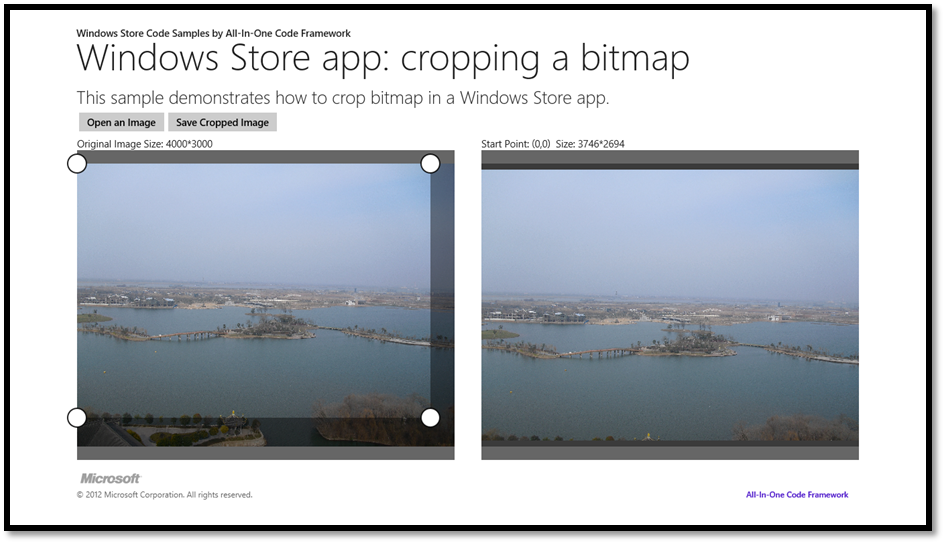 Windows Store Code Samples by All-In-One Code Framework
Windows Store app: cropping a bitmap
This sample demonstrates how to crop bitmap in a Windows Store app.
Open an Image Save Cropped Image
Original Image Size: 4000*3000
Start Point: (0,0) Size: 3746*2694
Microsoft
© 2012 Microsoft Corporation. All rights reserved.
All-In-One Code Framework